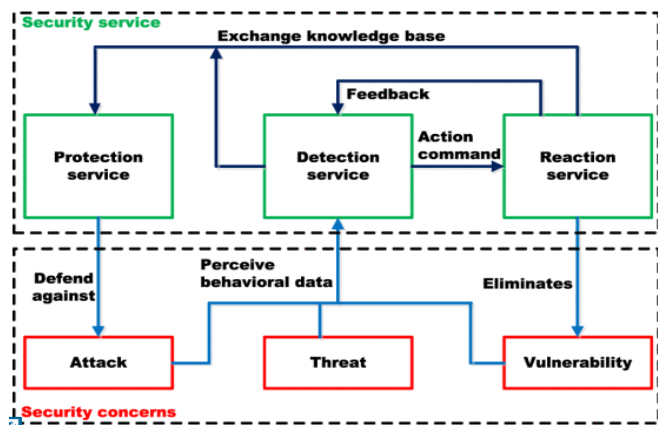 Security service
Exchange knowledge base
Feedback
Protection
service
Detection
service
Action
command
Reaction
service
Defend
against
Perceive
behavioral data
Eliminates
Attack
Threat
Vulnerability
Security concerns